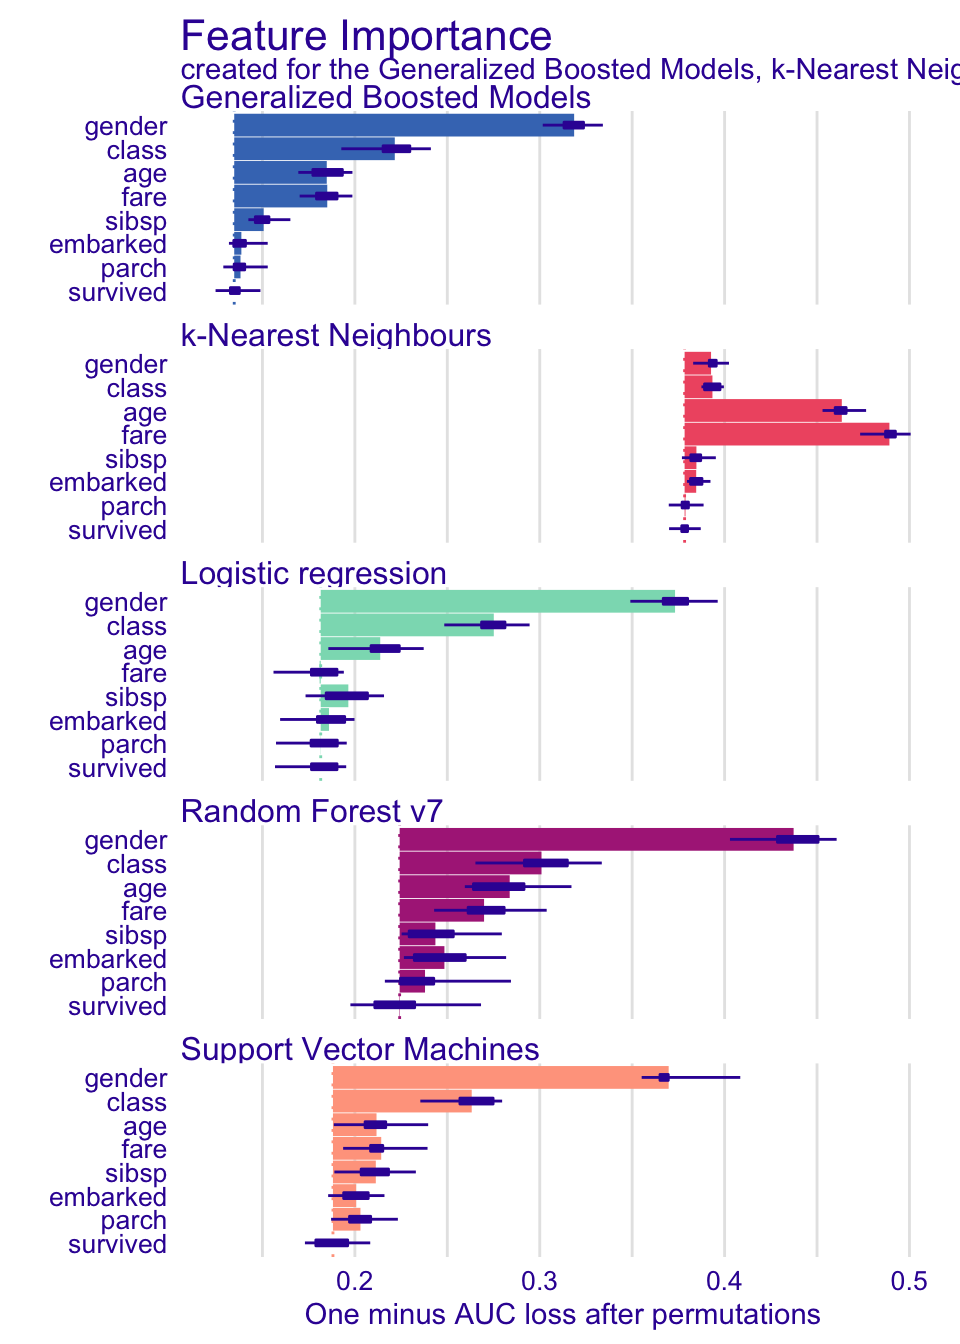 Feature Importance
created for the Generalized Boosted Models, k-Nearest Neig
Generalized Boosted Models
gender
class
age
fare
sibsp
embarked
parch
survived
k-Nearest Neighbours
gender
class
age
fare
sibsp
embarked
parch
survived
Logistic regression
gender
class
age
fare
sibsp
embarked
parch
survived
Random Forest v7
gender
class
age
fare
sibsp
embarked
parch
survived
Support Vector Machines
gender
class
age
fare
sibsp
embarked
parch
survived
0.2 0.3 0.4 0.5
One minus AUC loss after permutations